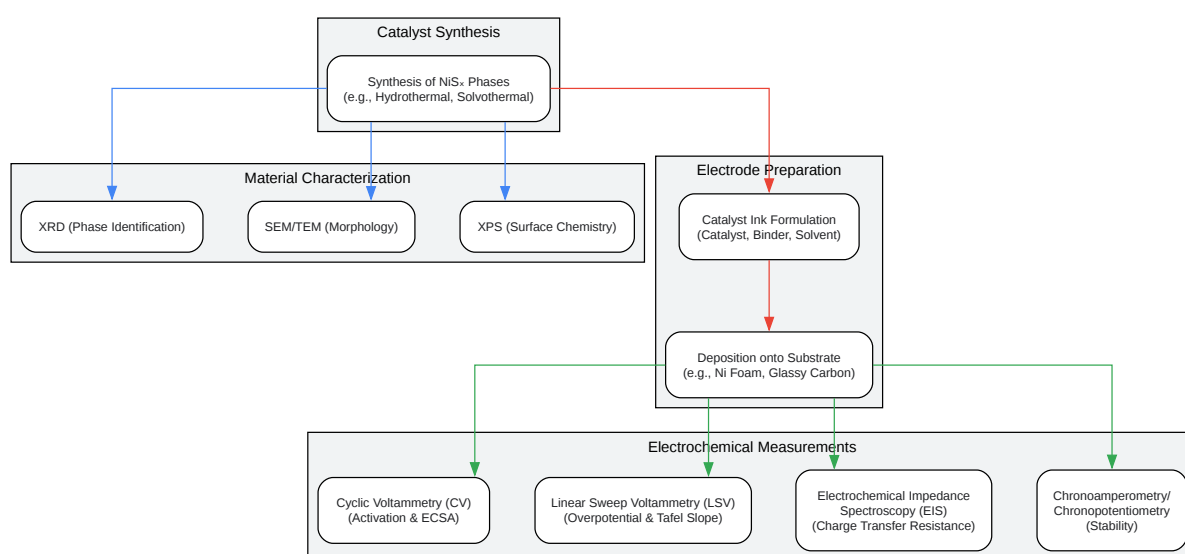 Catalyst Synthesis
Synthesis of NiSₓ Phases
(e.g., Hydrothermal, Solvothermal)
Material Characterization
XRD (Phase Identification)
SEM/TEM (Morphology)
XPS (Surface Chemistry)
Electrode Preparation
Catalyst Ink Formulation
(Catalyst, Binder, Solvent)
Deposition onto Substrate
(e.g., Ni Foam, Glassy Carbon)
Electrochemical Measurements
Cyclic Voltammetry (CV)
(Activation & ECSA)
Linear Sweep Voltammetry (LSV)
(Overpotential & Tafel Slope)
Electrochemical Impedance
Spectroscopy (EIS)
(Charge Transfer Resistance)
Chronoamperometry/
Chronopotentiometry
(Stability)